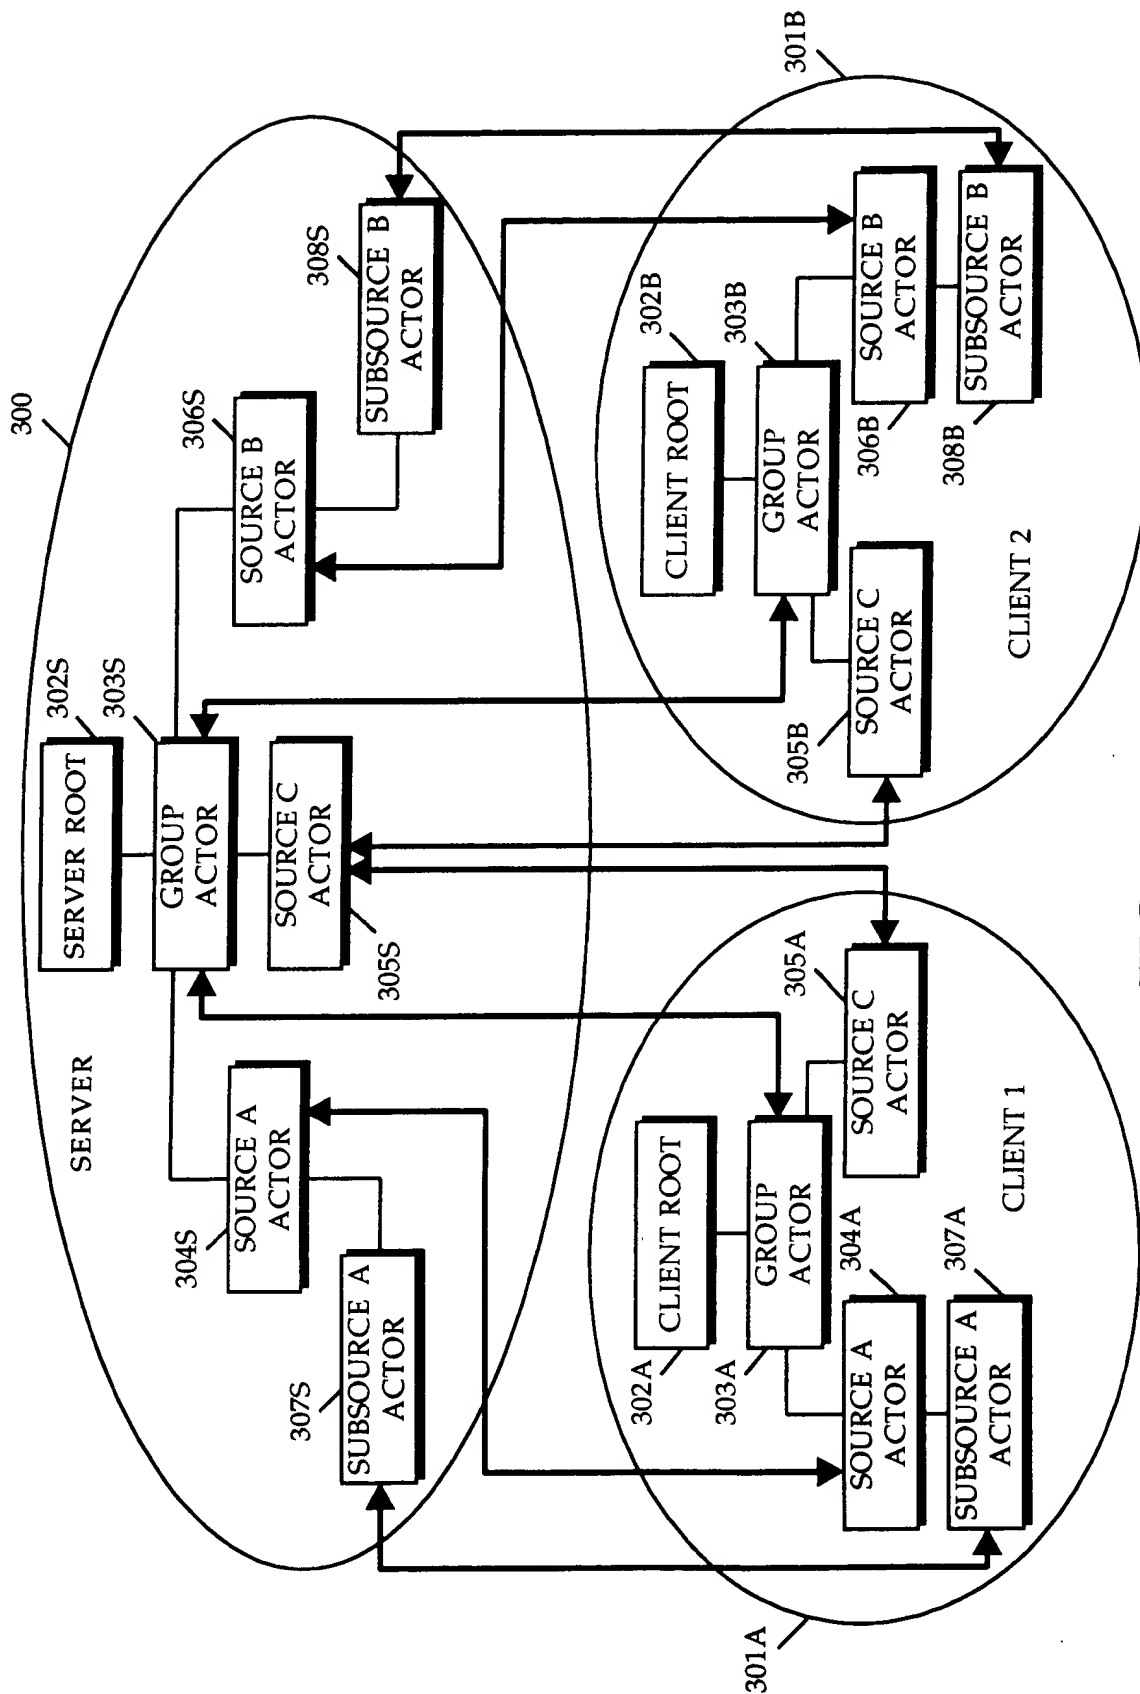 300
SERVER
SERVER ROOT
302S
GROUP
ACTOR
303S
SOURCE C
ACTOR
305S
SOURCE A
ACTOR
304S
SUBSOURCE A
ACTOR
307S
SOURCE B
ACTOR
306S
SUBSOURCE B
ACTOR
308S
301A
CLIENT ROOT
302A
GROUP
ACTOR
303A
SOURCE A
ACTOR
304A
SUBSOURCE A
ACTOR
307A
SOURCE C
ACTOR
305A
CLIENT 1
301B
CLIENT ROOT
302B
GROUP
ACTOR
303B
SOURCE C
ACTOR
305B
SOURCE B
ACTOR
306B
SUBSOURCE B
ACTOR
308B
CLIENT 2